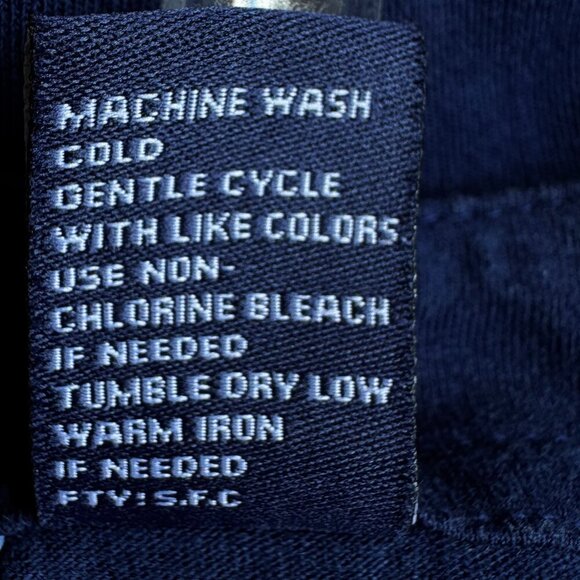 MACHINE WASH
COLD
GENTLE CYCLE
WITH LIKE COLORS.
USE NON-
CHLORINE BLEACH
IF NEEDED
TUMBLE DRY LOW
WARM IRON
IF NEEDED
FTY: S.F.C